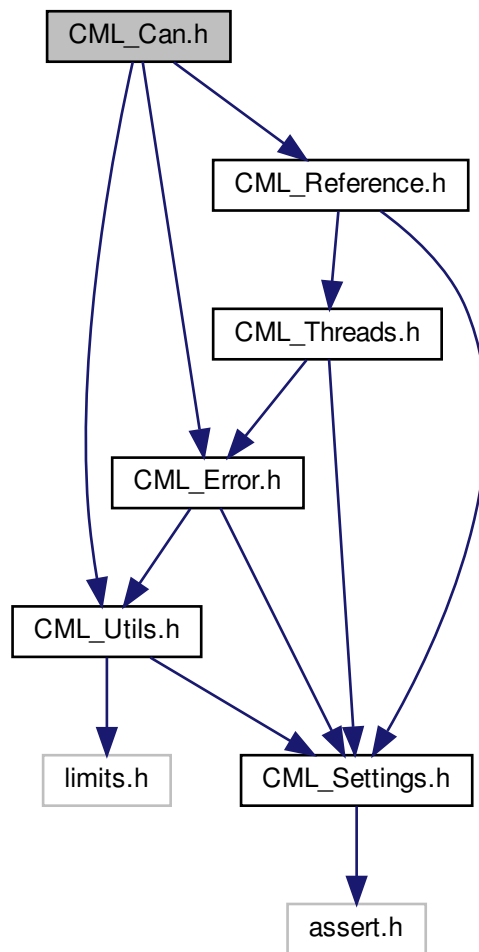 CML_Can.h
CML_Reference.h
CML_Threads.h
CML_Error.h
CML_Utils.h
limits.h
CML_Settings.h
assert.h